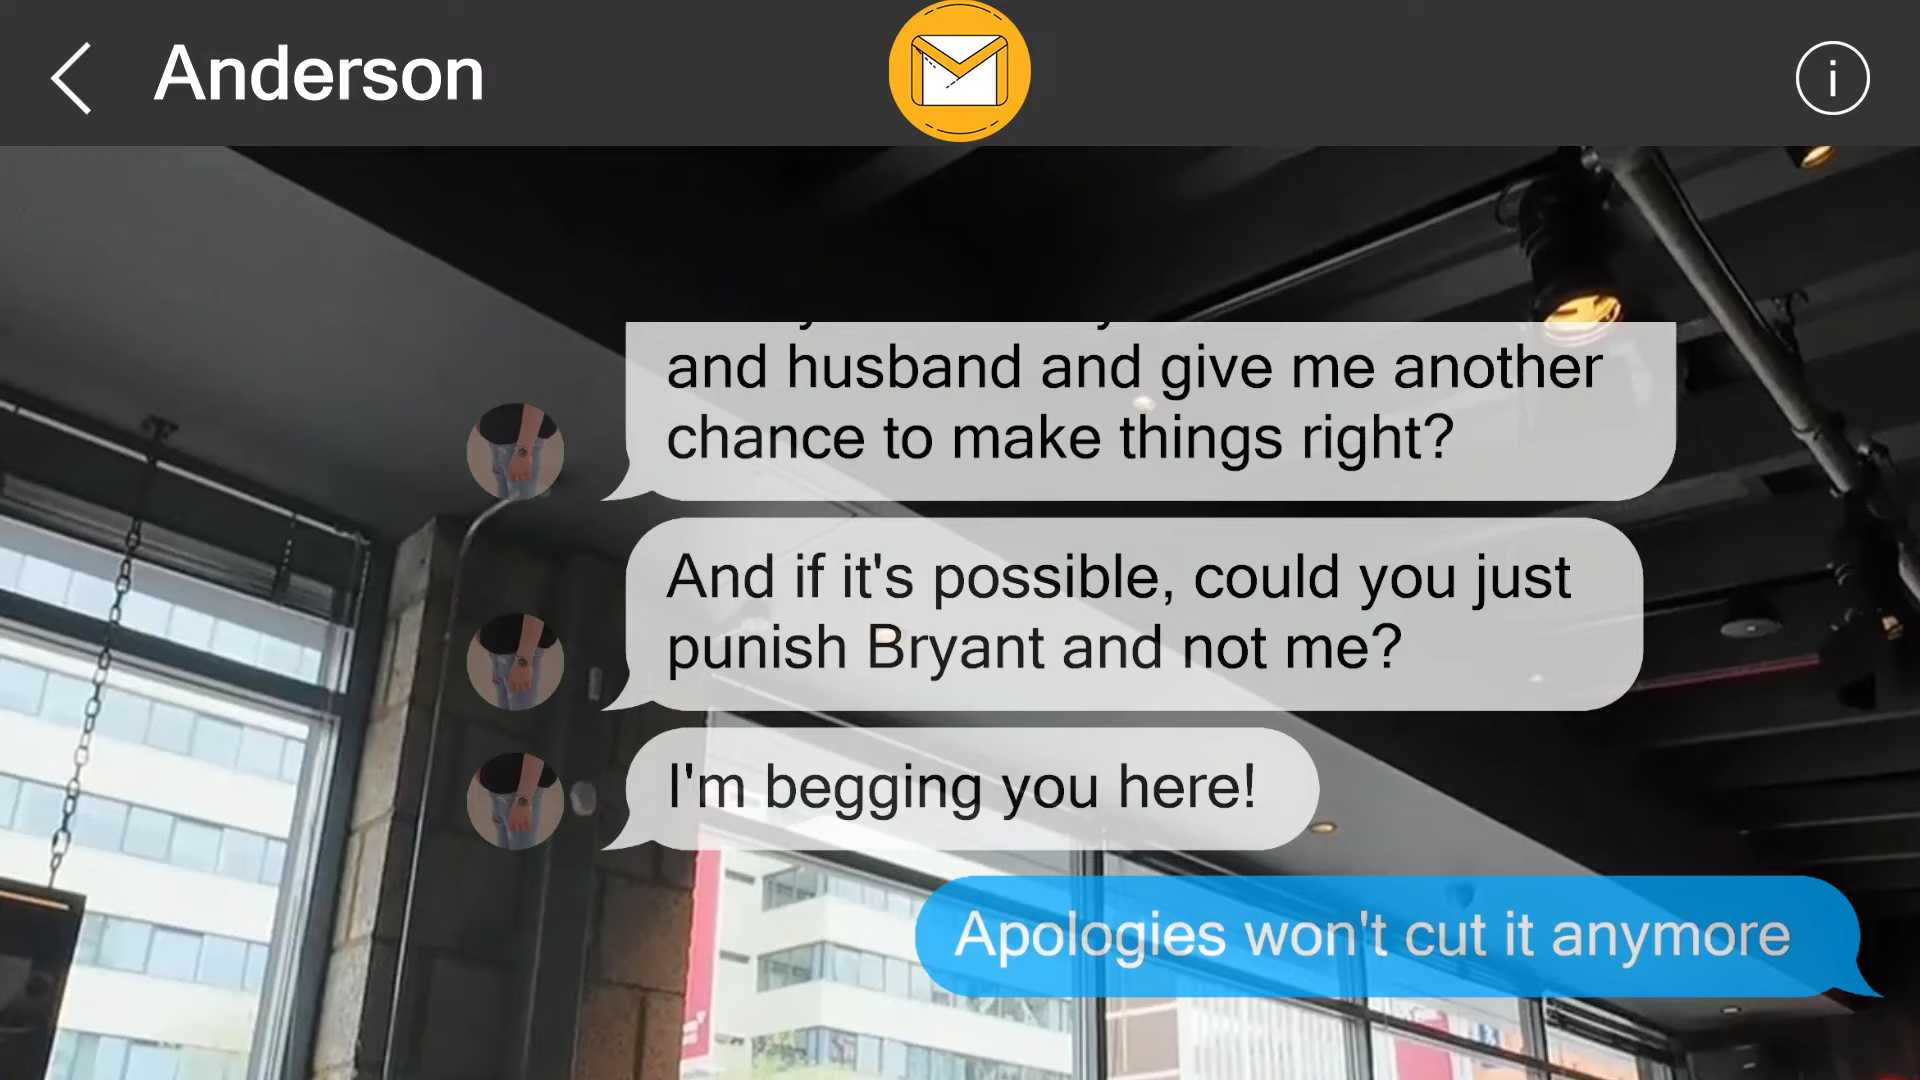 Anderson
i
and husband and give me another
chance to make things right?
And if it's possible, could you just
punish Bryant and not me?
I'm begging you here!
Apologies won't cut it anymore